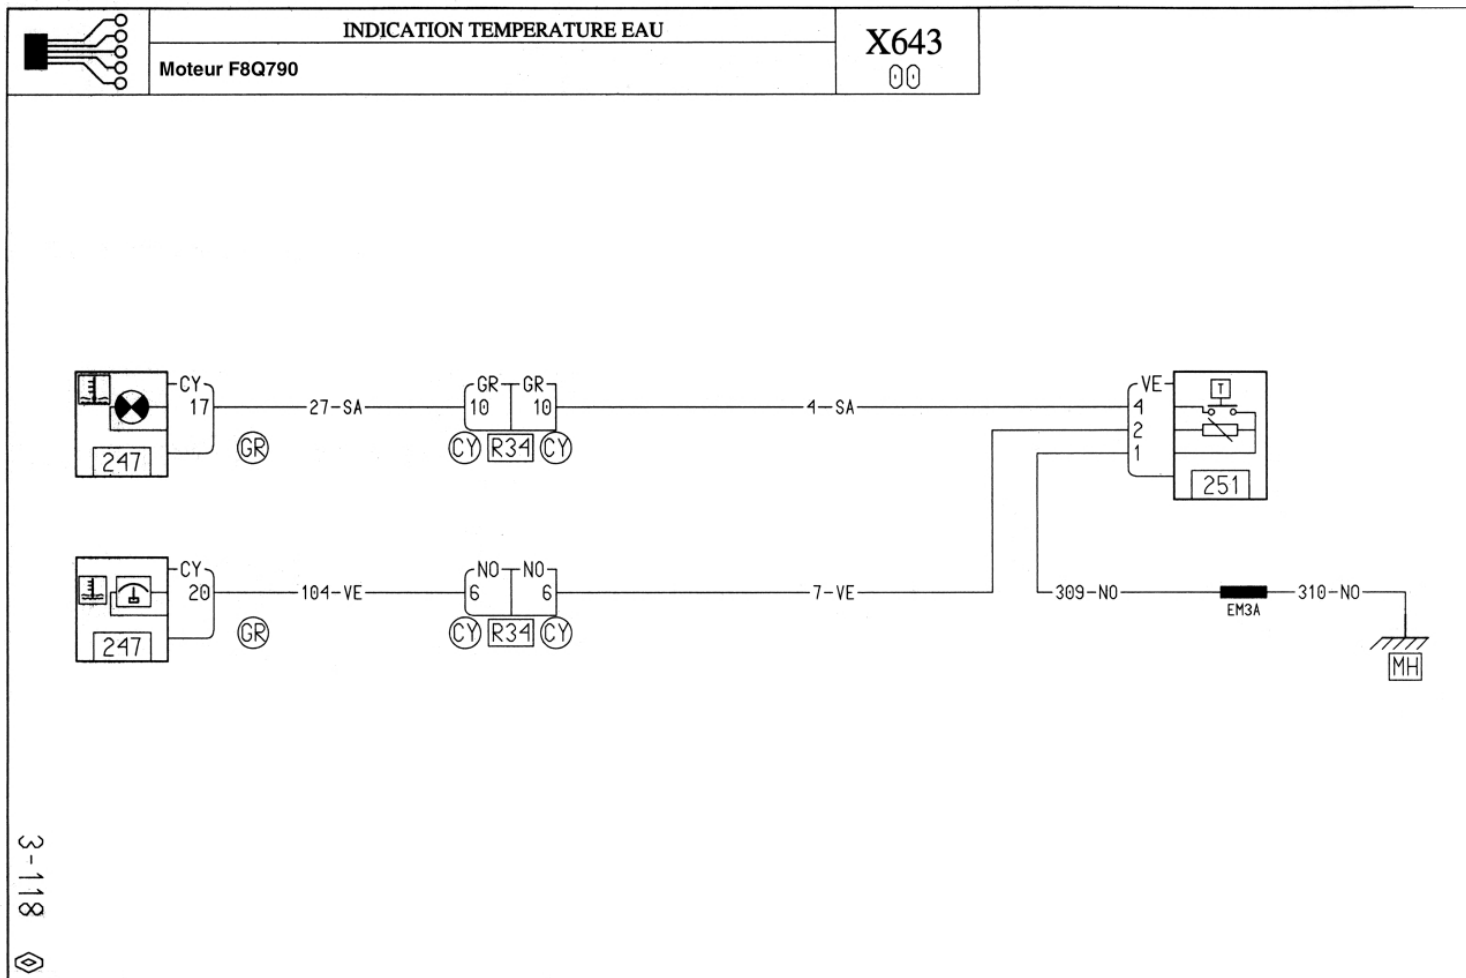 INDICATION TEMPERATURE EAU
Moteur F8Q790
X643
00
CY
17
27-SA
GR GR
10 10
4-SA
VE
4
2
1
T
247
GR
CY R34 CY
251
CY
20
104-VE
NO NO
6 6
7-VE
309-NO
EM3A
310-NO
247
GR
CY R34 CY
MH
3-118